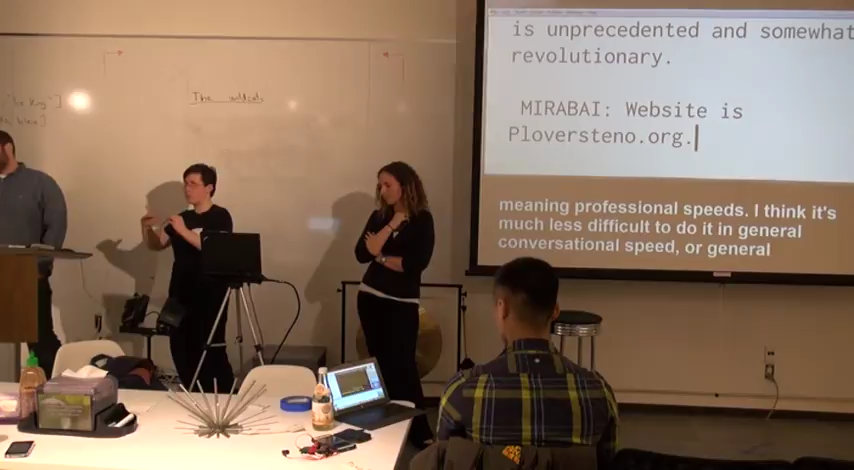 is unprecedented and somewhat
revolutionary.
MIRABAI: Website is
Ploversteno.org.
meaning professional speeds. I think it's
much less difficult to do it in general
conversational speed, or general
The wildcats